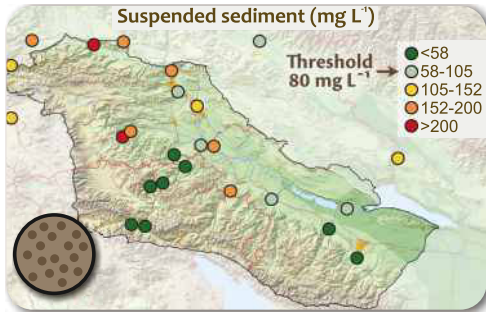 Suspended sediment (mg L⁻¹)
Threshold
80 mg L⁻¹
<58
58-105
105-152
152-200
>200